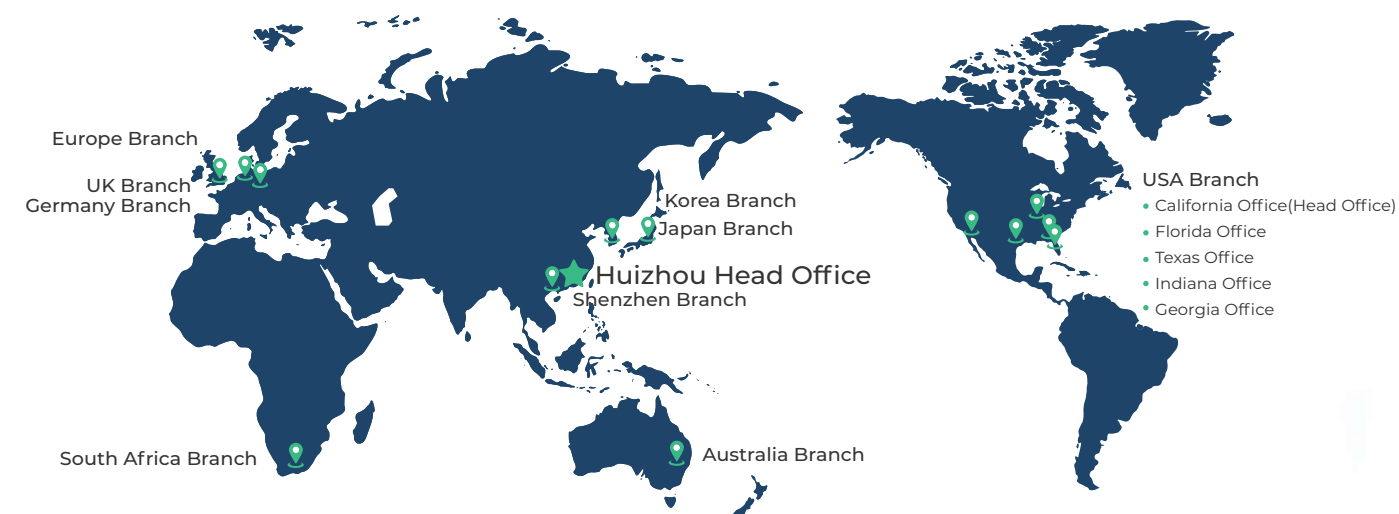 Europe Branch
UK Branch
Germany Branch
South Africa Branch
Korea Branch
Japan Branch
Huizhou Head Office
Shenzhen Branch
Australia Branch
USA Branch
• California Office(Head Office)
• Florida Office
• Texas Office
• Indiana Office
• Georgia Office